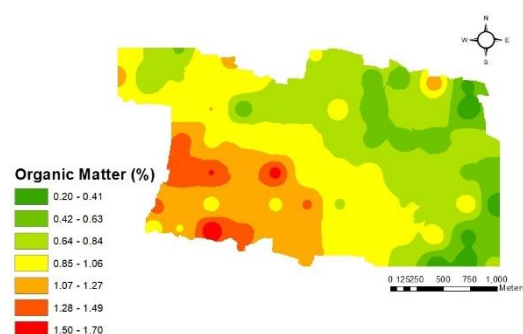 N
W E
S
Organic Matter (%)
0.20 - 0.41
0.42 - 0.63
0.64 - 0.84
0.85 - 1.06
1.07 - 1.27
1.28 - 1.49
1.50 - 1.70
0 125250 500 750 1,000
Meters